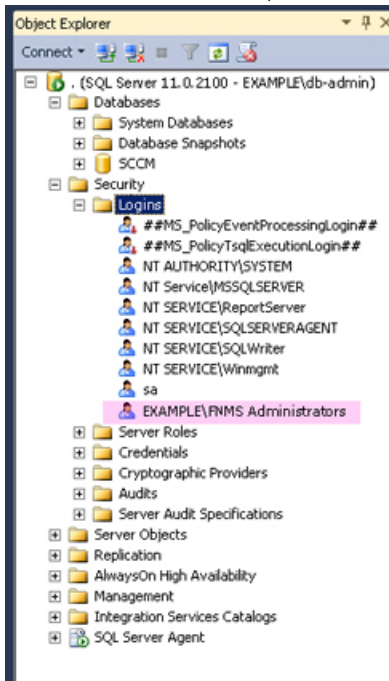 Object Explorer
Connect
. (SQL Server 11.0.2100 - EXAMPLE\db-admin)
Databases
System Databases
Database Snapshots
SCCM
Security
Logins
##MS_PolicyEventProcessingLogin##
##MS_PolicyTsqlExecutionLogin##
NT AUTHORITY\SYSTEM
NT Service\MSSQLSERVER
NT SERVICE\ReportServer
NT SERVICE\SQLSERVERAGENT
NT SERVICE\SQLWriter
NT SERVICE\Winmgmt
sa
EXAMPLE\FNMS Administrators
Server Roles
Credentials
Cryptographic Providers
Audits
Server Audit Specifications
Server Objects
Replication
AlwaysOn High Availability
Management
Integration Services Catalogs
SQL Server Agent